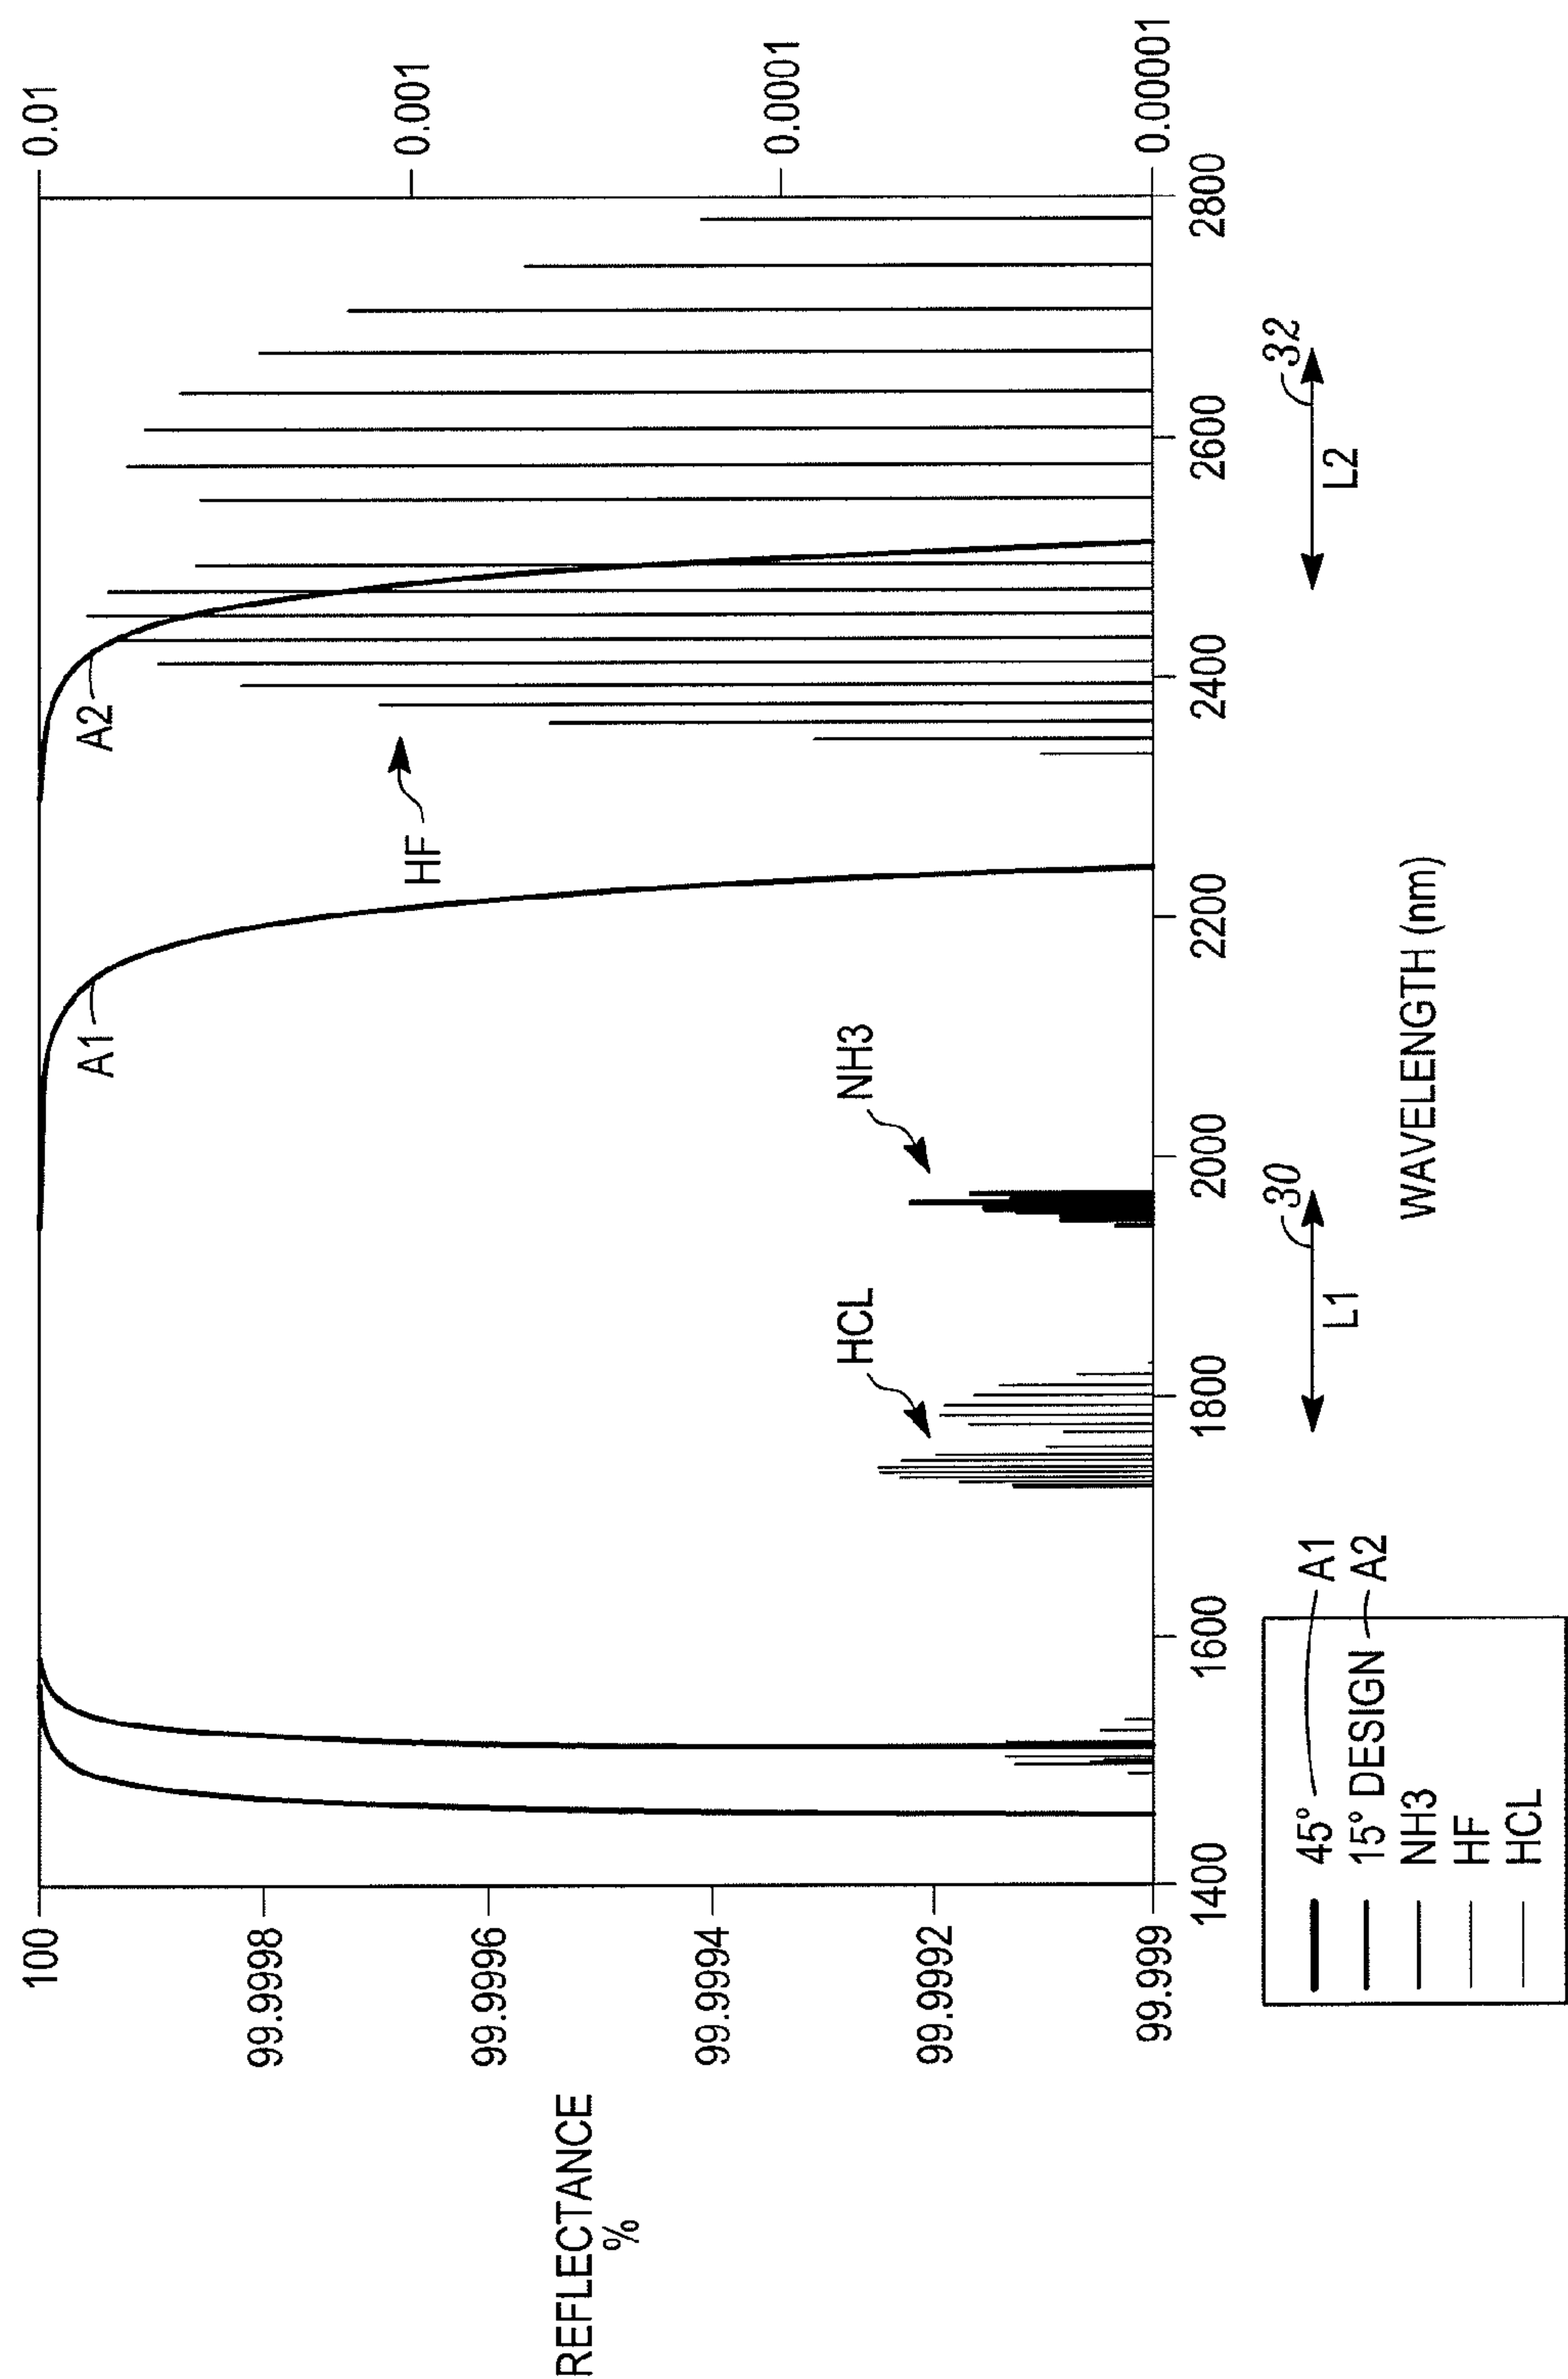 REFLECTANCE
%
100
99.9998
99.9996
99.9994
99.9992
99.999
0.01
0.001
0.0001
0.00001
A1
A2
HF
HCL
NH3
1400
1600
1800
2000
2200
2400
2600
2800
30
L1
32
L2
WAVELENGTH (nm)
45° A1
15° DESIGN A2
NH3
HF
HCL